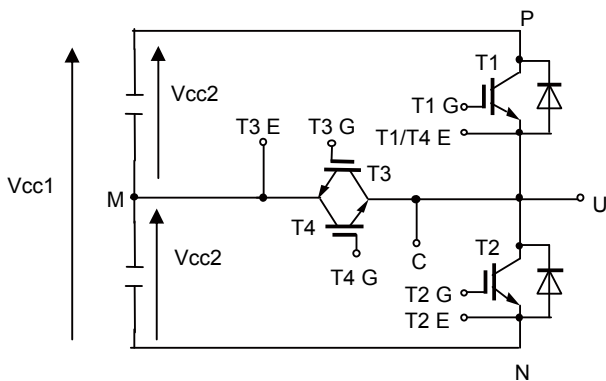 P
T1
Vcc2
T1 G
T3 E
T3 G
T1/T4 E
Vcc1
T3
M
U
T4
T2
Vcc2
C
T4 G
T2 G
T2 E
N